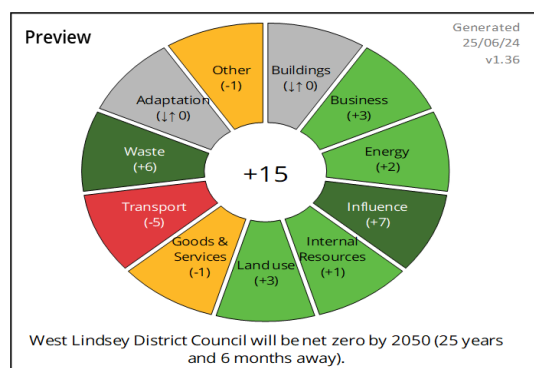 Preview
Generated
25/06/24
v1.36
Other
(-1)
Buildings
(↓↑ 0)
Adaptation
(↓↑ 0)
Business
(+3)
Waste
(+6)
Energy
(+2)
+15
Transport
(-5)
Influence
(+7)
Goods &
Services
(-1)
Land use
(+3)
Internal
Resources
(+1)
West Lindsey District Council will be net zero by 2050 (25 years
and 6 months away).